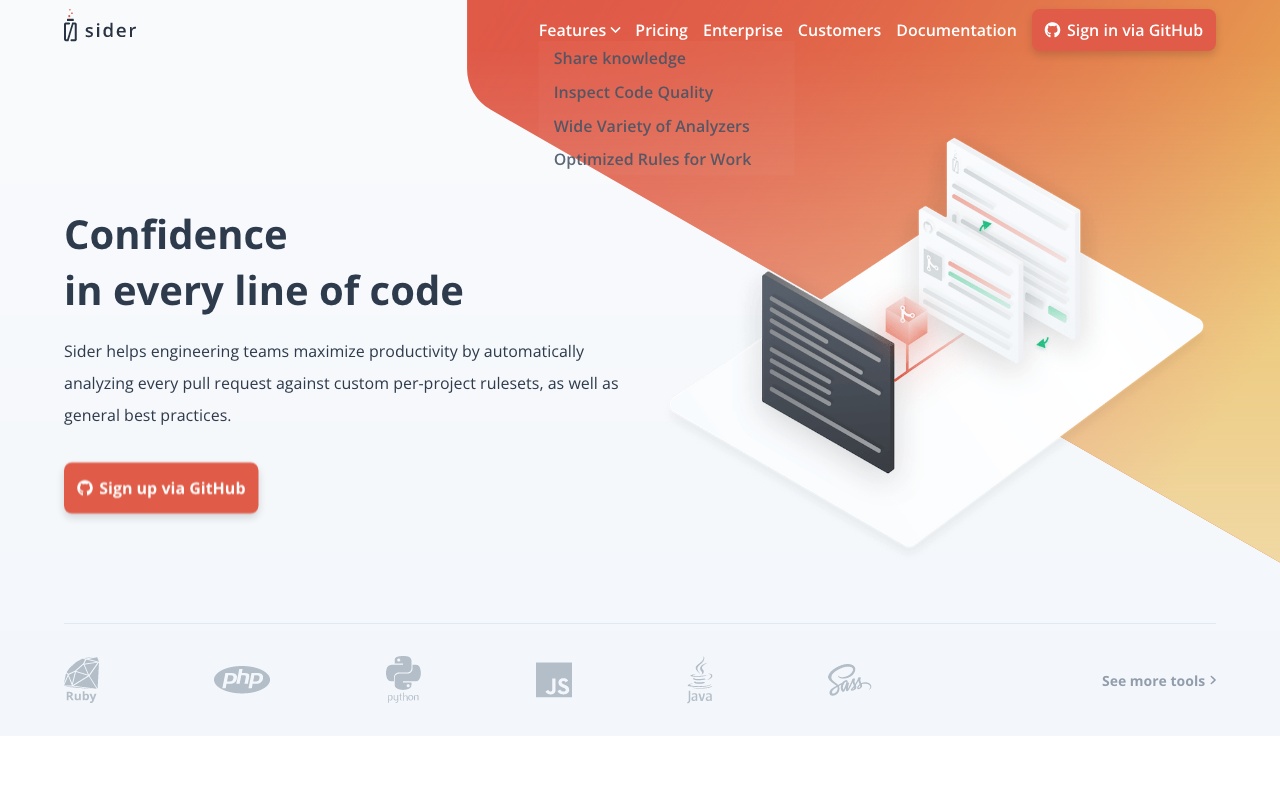 sider
Features Pricing Enterprise Customers Documentation Sign in via GitHub
Share knowledge
Inspect Code Quality
Wide Variety of Analyzers
Optimized Rules for Work
Confidence
in every line of code
Sider helps engineering teams maximize productivity by automatically
analyzing every pull request against custom per-project rulesets, as well as
general best practices.
Sign up via GitHub
Ruby php python JS Java Sass See more tools